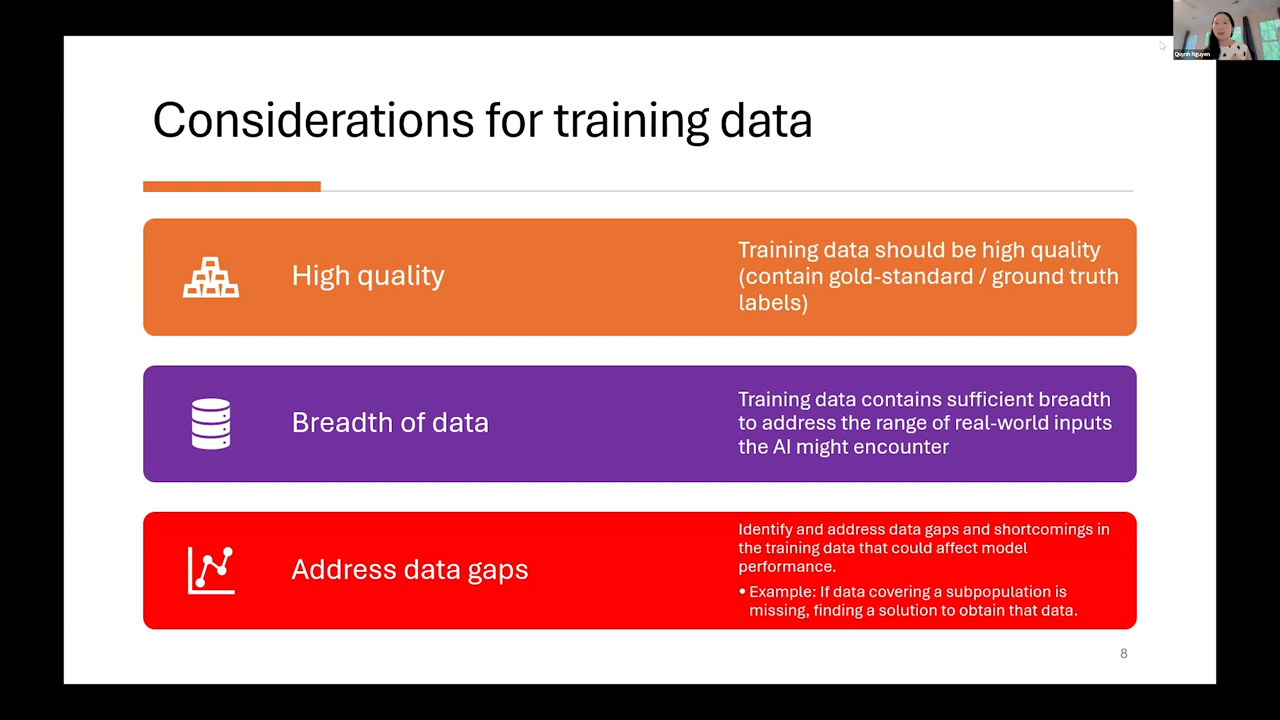 Quynh Nguyen
Considerations for training data
High quality
Training data should be high quality
(contain gold-standard / ground truth
labels)
Breadth of data
Training data contains sufficient breadth
to address the range of real-world inputs
the AI might encounter
Address data gaps
Identify and address data gaps and shortcomings in
the training data that could affect model
performance.
• Example: If data covering a subpopulation is
missing, finding a solution to obtain that data.
8